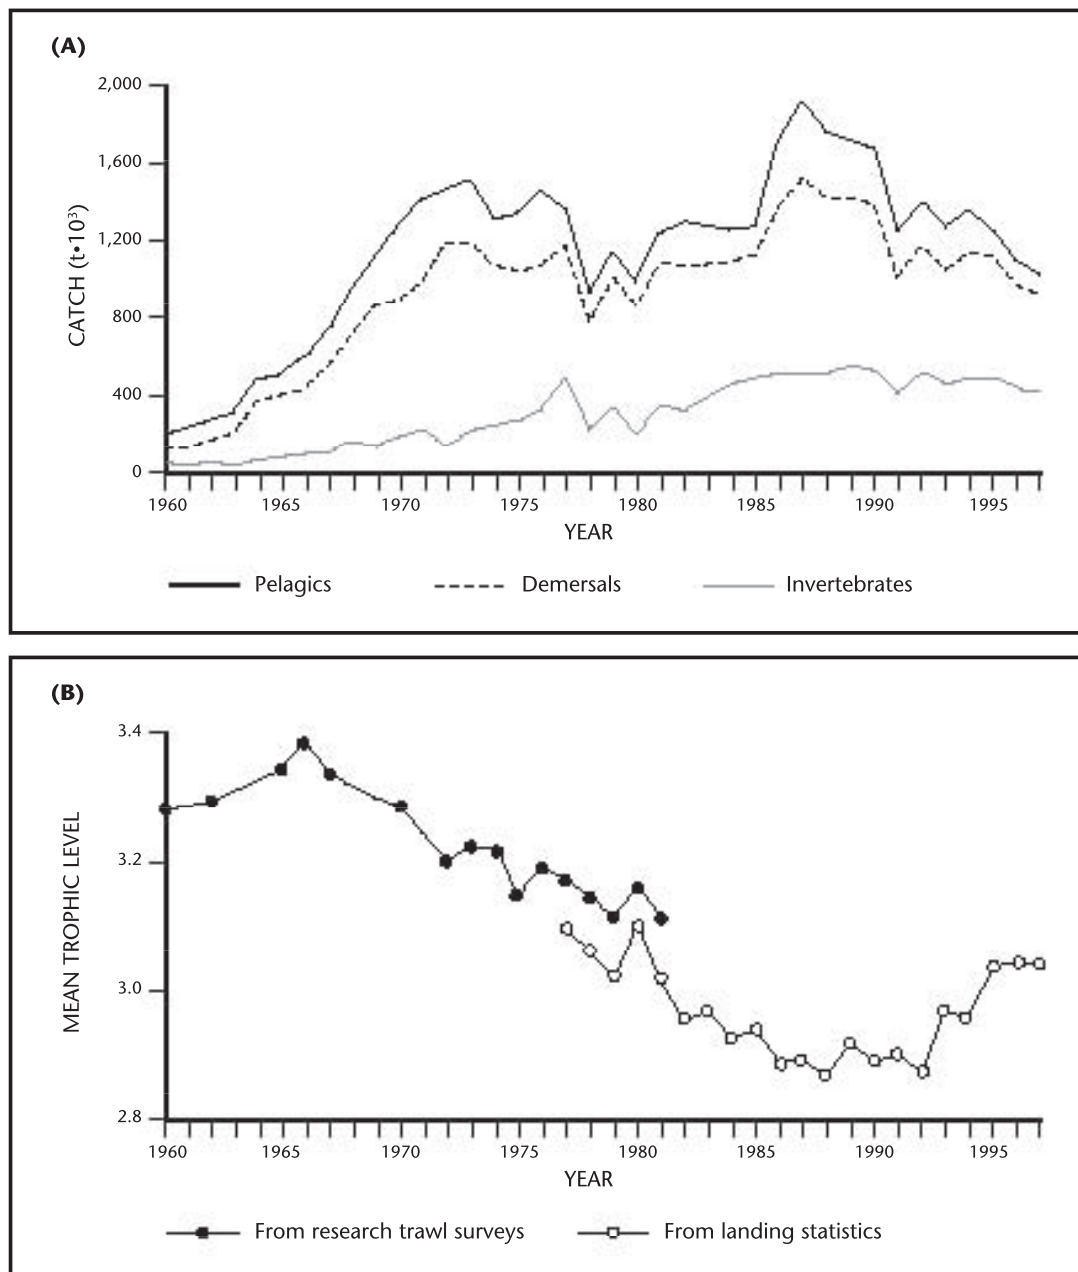 (A)
2,000
1,600
1,200
800
400
0
CATCH (t•10³)
1960 1965 1970 1975 1980 1985 1990 1995
YEAR
Pelagics Demersals Invertebrates
(B)
3.4
3.2
3.0
2.8
MEAN TROPHIC LEVEL
1960 1965 1970 1975 1980 1985 1990 1995
YEAR
From research trawl surveys From landing statistics